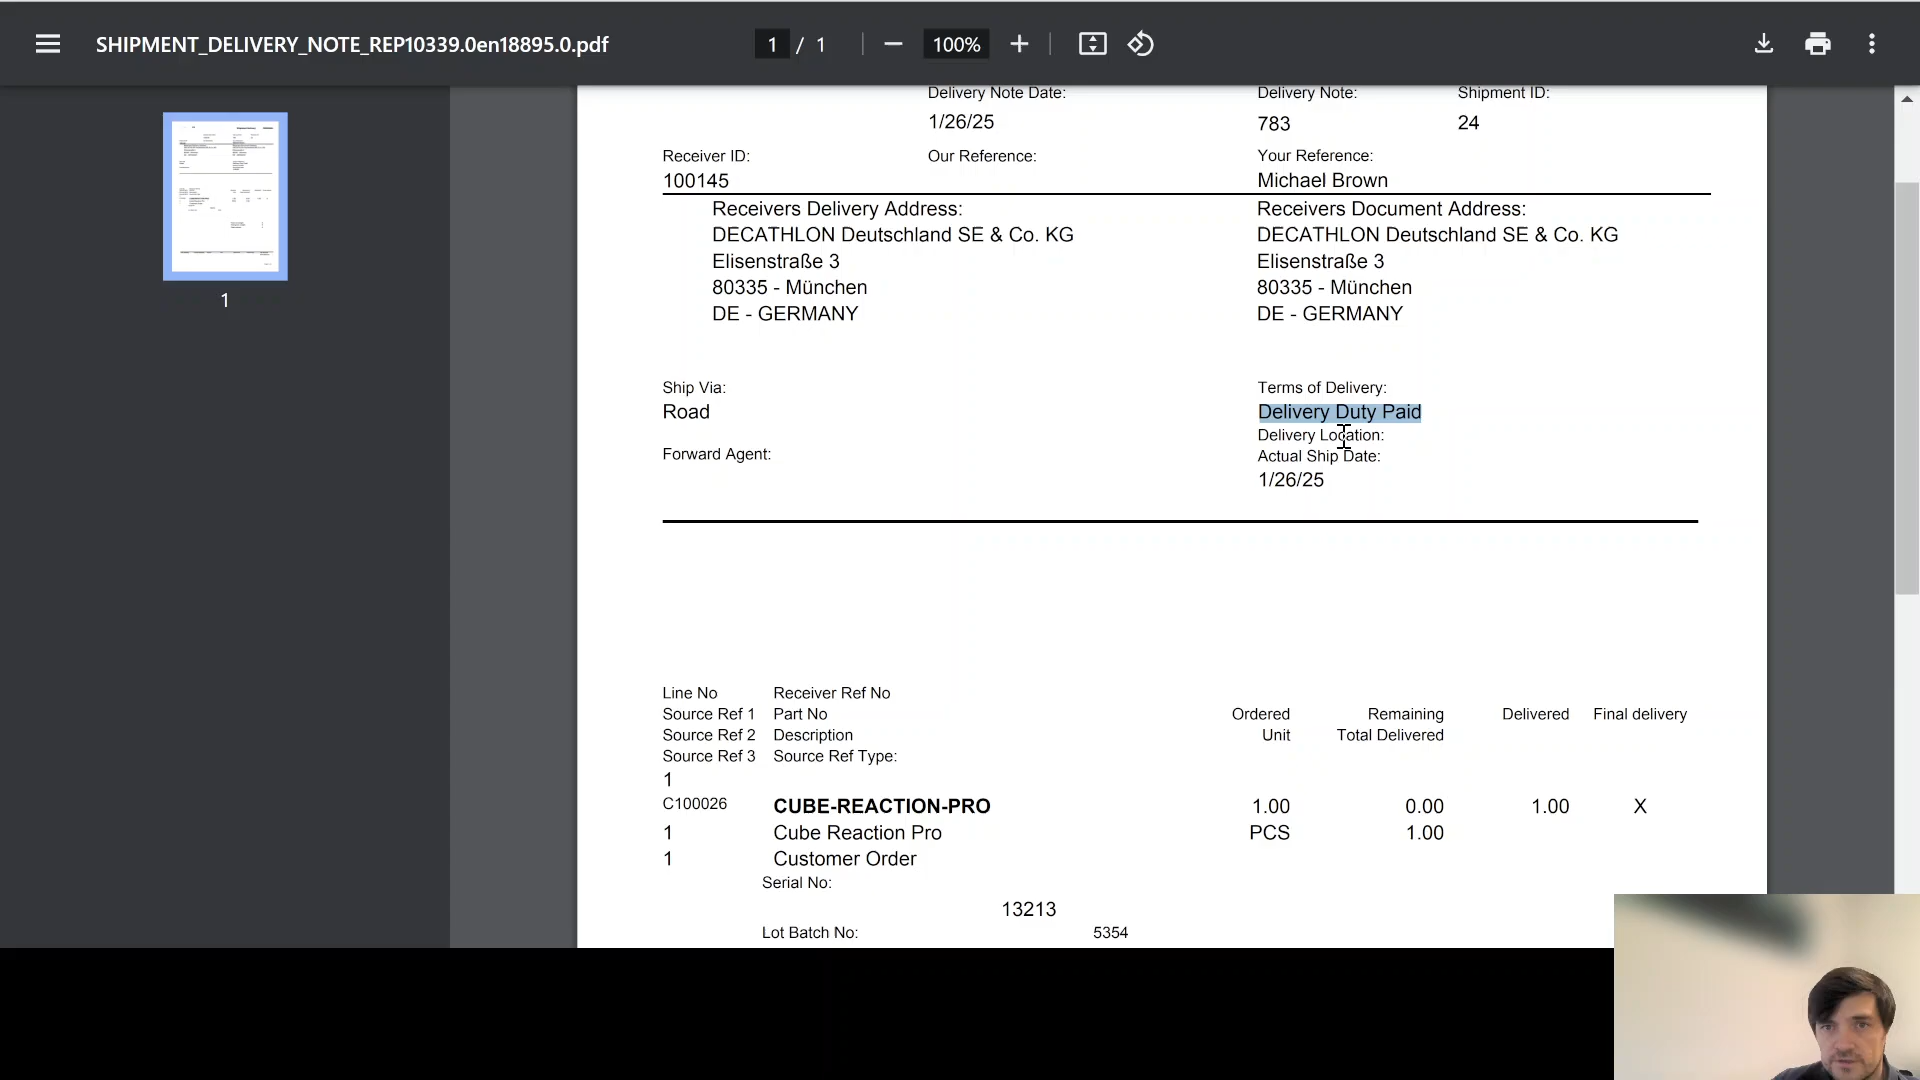 SHIPMENT_DELIVERY_NOTE_REP10339.0en18895.0.pdf
1 / 1
100%
1
Delivery Note Date: Delivery Note: Shipment ID:
1/26/25 783 24
Receiver ID: Our Reference: Your Reference:
100145 Michael Brown
Receivers Delivery Address: Receivers Document Address:
DECATHLON Deutschland SE & Co. KG DECATHLON Deutschland SE & Co. KG
Elisenstraße 3 Elisenstraße 3
80335 - München 80335 - München
DE - GERMANY DE - GERMANY
Ship Via: Terms of Delivery:
Road Delivery Duty Paid
Delivery Location:
Forward Agent: Actual Ship Date:
1/26/25
Line No Receiver Ref No
Source Ref 1 Part No Ordered Remaining Delivered Final delivery
Source Ref 2 Description Unit Total Delivered
Source Ref 3 Source Ref Type:
1
C100026 CUBE-REACTION-PRO 1.00 0.00 1.00 X
1 Cube Reaction Pro PCS 1.00
1 Customer Order
Serial No:
13213
Lot Batch No: 5354